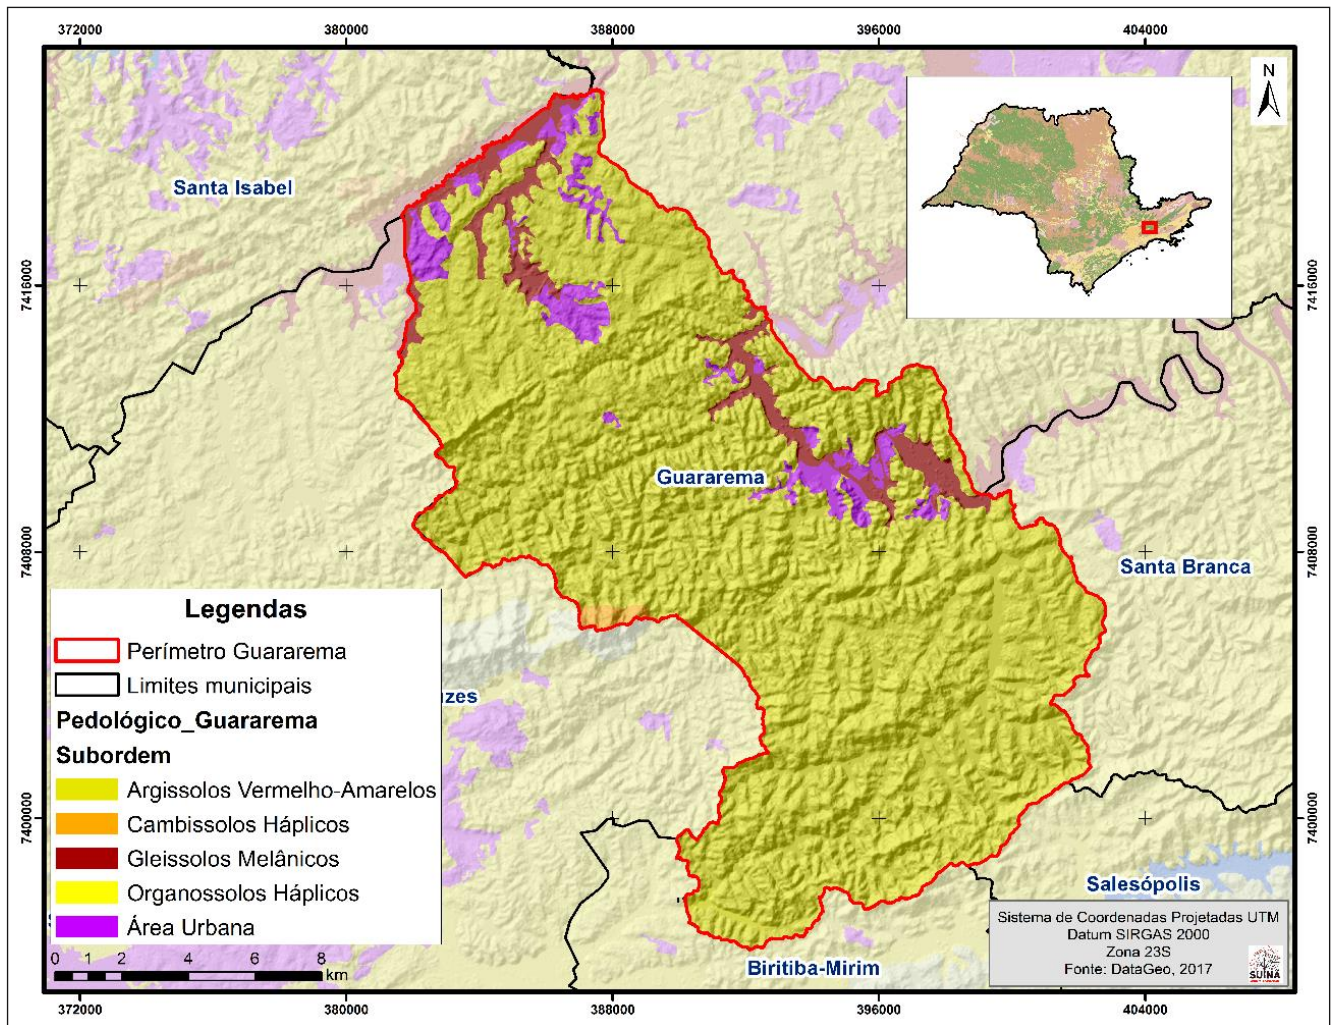 372000 380000 388000 396000 404000
N
Santa Isabel
7416000 7416000
Guararema
7408000 7408000
Santa Branca
Legendas
Perímetro Guararema
Limites municipais
zes
Pedológico_Guararema
Subordem
Argissolos Vermelho-Amarelos
Cambissolos Háplicos
7400000 7400000
Gleissolos Melânicos
Organossolos Háplicos
Salesópolis
Área Urbana
Sistema de Coordenadas Projetadas UTM
Datum SIRGAS 2000
Zona 23S
Fonte: DataGeo, 2017
SUINÃ
0 1 2 4 6 8
km
Biritiba-Mirim
372000 380000 388000 396000 404000